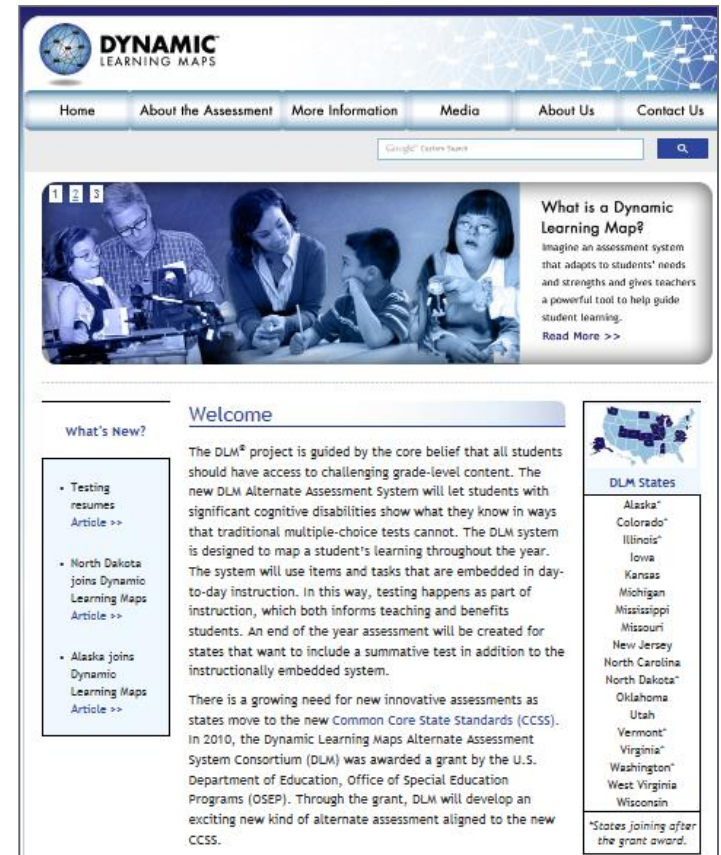 DYNAMIC™
LEARNING MAPS
Home About the Assessment More Information Media About Us Contact Us
Google™ Custom Search
1 2 3
What is a Dynamic
Learning Map?
Imagine an assessment system
that adapts to students' needs
and strengths and gives teachers
a powerful tool to help guide
student learning.
Read More >>
What's New?
• Testing
resumes
Article >>
• North Dakota
joins Dynamic
Learning Maps
Article >>
• Alaska joins
Dynamic
Learning Maps
Article >>
Welcome
The DLM® project is guided by the core belief that all students
should have access to challenging grade-level content. The
new DLM Alternate Assessment System will let students with
significant cognitive disabilities show what they know in ways
that traditional multiple-choice tests cannot. The DLM system
is designed to map a student's learning throughout the year.
The system will use items and tasks that are embedded in day-
to-day instruction. In this way, testing happens as part of
instruction, which both informs teaching and benefits
students. An end of the year assessment will be created for
states that want to include a summative test in addition to the
instructionally embedded system.
There is a growing need for new innovative assessments as
states move to the new Common Core State Standards (CCSS).
In 2010, the Dynamic Learning Maps Alternate Assessment
System Consortium (DLM) was awarded a grant by the U.S.
Department of Education, Office of Special Education
Programs (OSEP). Through the grant, DLM will develop an
exciting new kind of alternate assessment aligned to the new
CCSS.
DLM States
Alaska*
Colorado*
Illinois*
Iowa
Kansas
Michigan
Mississippi
Missouri
New Jersey
North Carolina
North Dakota*
Oklahoma
Utah
Vermont*
Virginia*
Washington*
West Virginia
Wisconsin
*States joining after
the grant award.